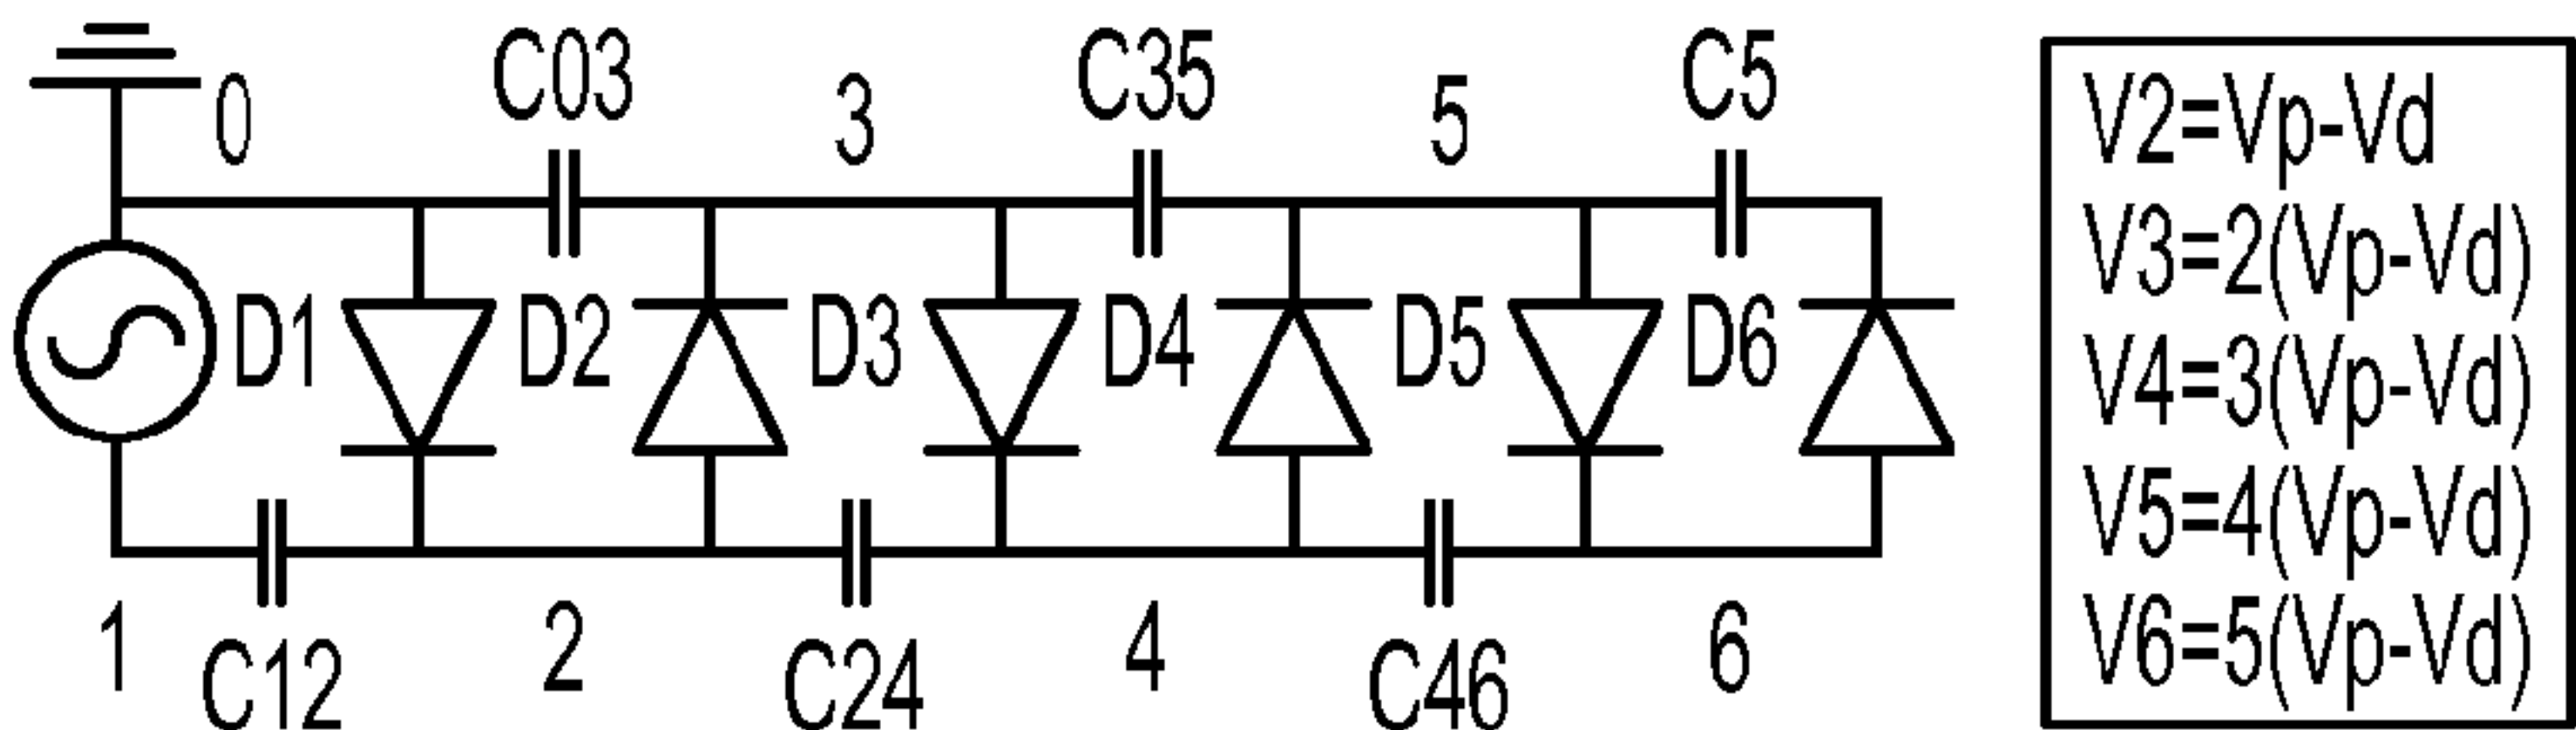 0 C03 3 C35 5 C5
D1 D2 D3 D4 D5 D6
1 C12 2 C24 4 C46 6
V2=Vp-Vd
V3=2(Vp-Vd)
V4=3(Vp-Vd)
V5=4(Vp-Vd)
V6=5(Vp-Vd)